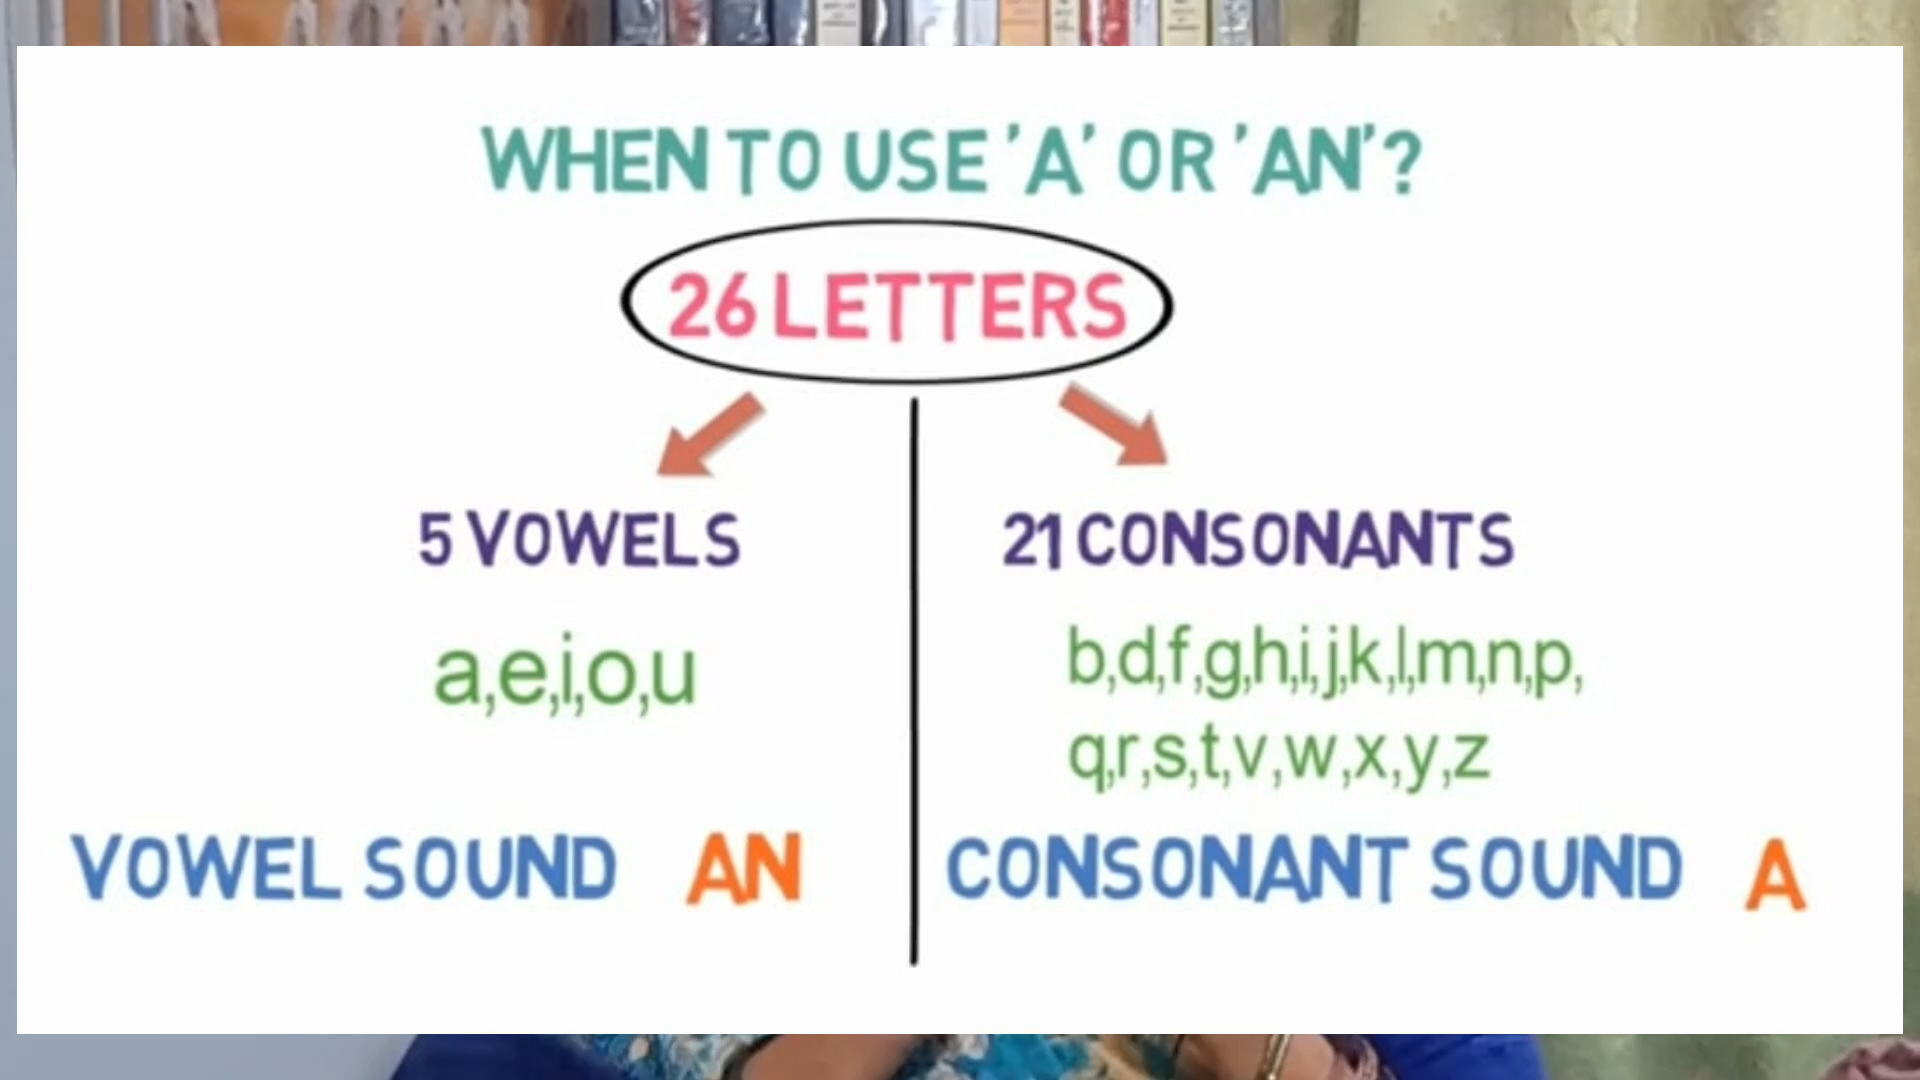 WHEN TO USE 'A' OR 'AN'?
26 LETTERS
5 VOWELS
21 CONSONANTS
a,e,i,o,u
b,d,f,g,h,i,j,k,l,m,n,p,
q,r,s,t,v,w,x,y,z
VOWEL SOUND AN
CONSONANT SOUND A